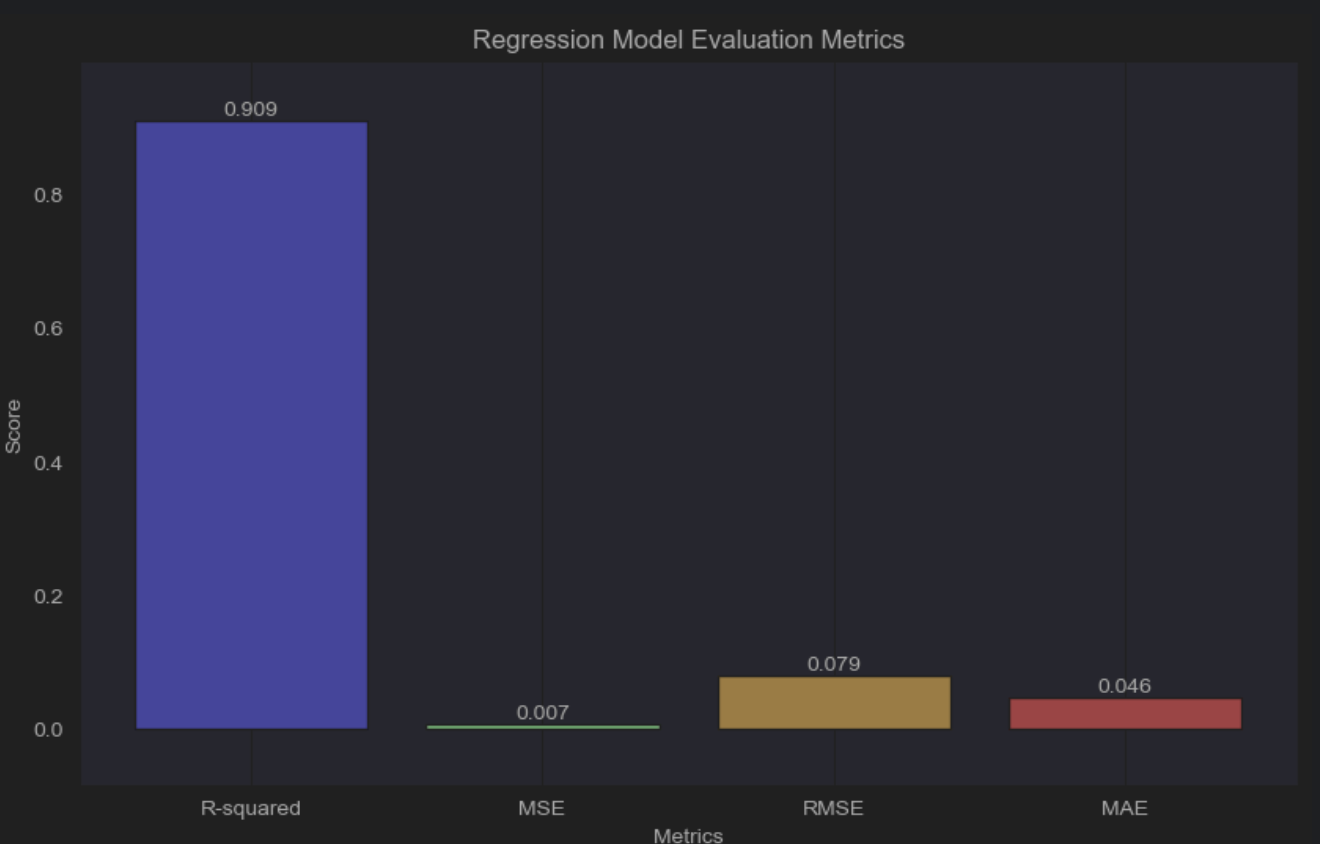 Regression Model Evaluation Metrics
0.909
0.007
0.079
0.046
0.8
0.6
0.4
0.2
0.0
Score
R-squared
MSE
RMSE
MAE
Metrics